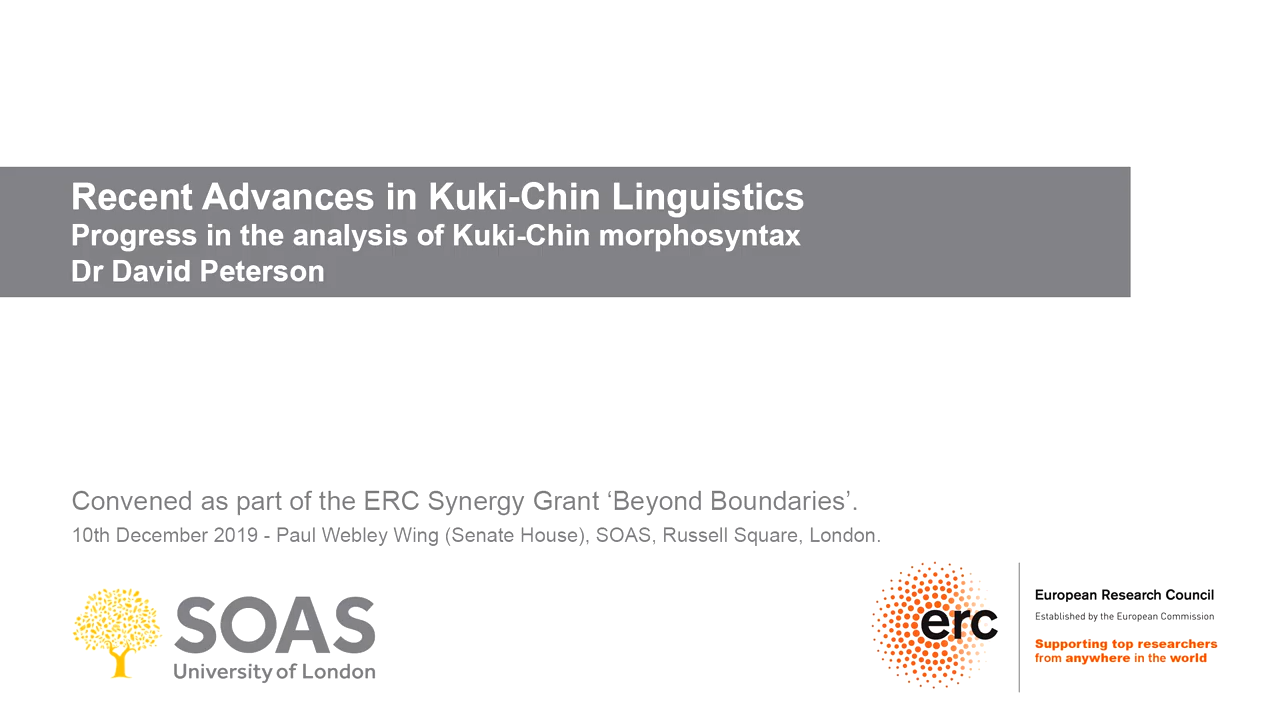 Recent Advances in Kuki-Chin Linguistics
Progress in the analysis of Kuki-Chin morphosyntax
Dr David Peterson
Convened as part of the ERC Synergy Grant ‘Beyond Boundaries’.
10th December 2019 - Paul Webley Wing (Senate House), SOAS, Russell Square, London.
SOAS
University of London
erc
European Research Council
Established by the European Commission
Supporting top researchers
from anywhere in the world